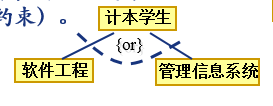 约束）。
计本学生
{or}
软件工程
管理信息系统